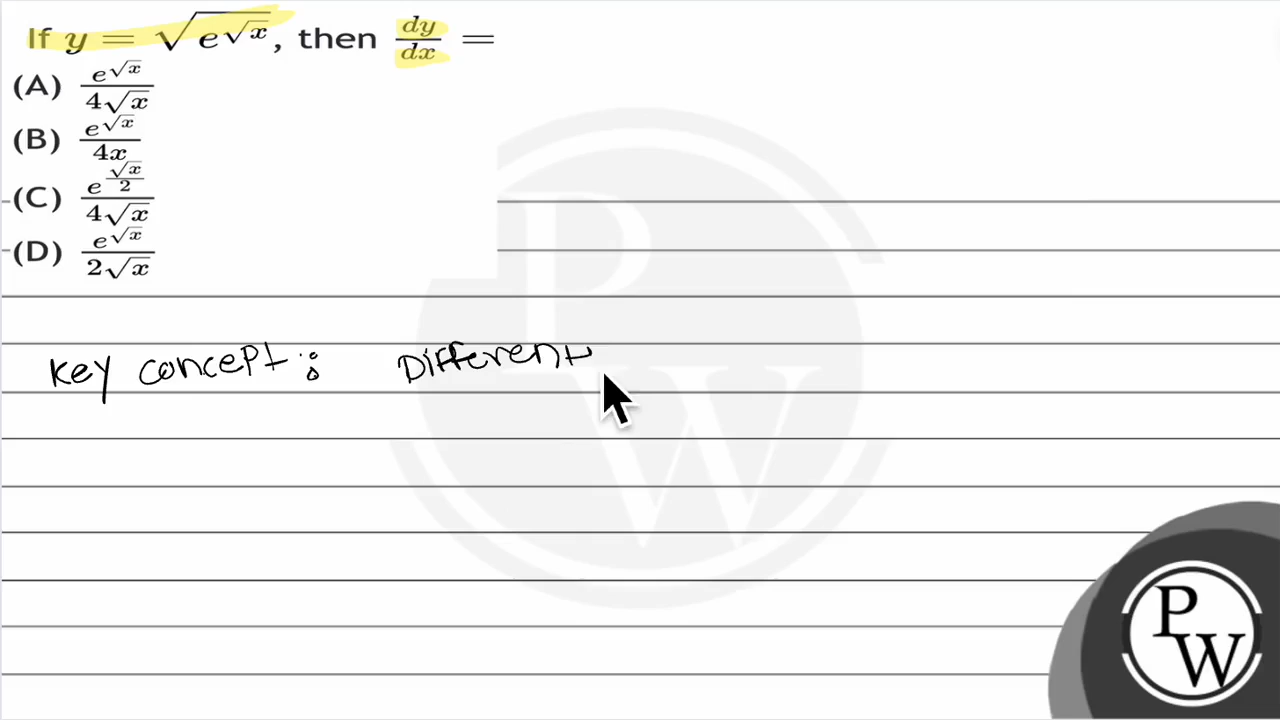 If y = √(e^√x), then dy/dx =
(A) e^√x / 4√x
(B) e^√x / 4x
(C) e^(√x/2) / 4√x
(D) e^√x / 2√x
Key concept :
Different
P
W
P
W